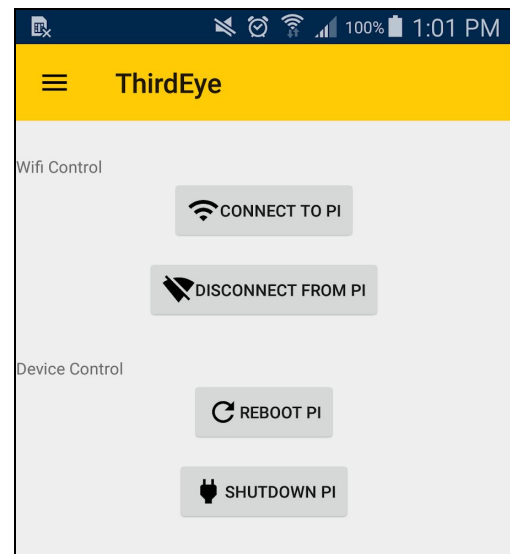 100% 1:01 PM
ThirdEye
Wifi Control
CONNECT TO PI
DISCONNECT FROM PI
Device Control
REBOOT PI
SHUTDOWN PI